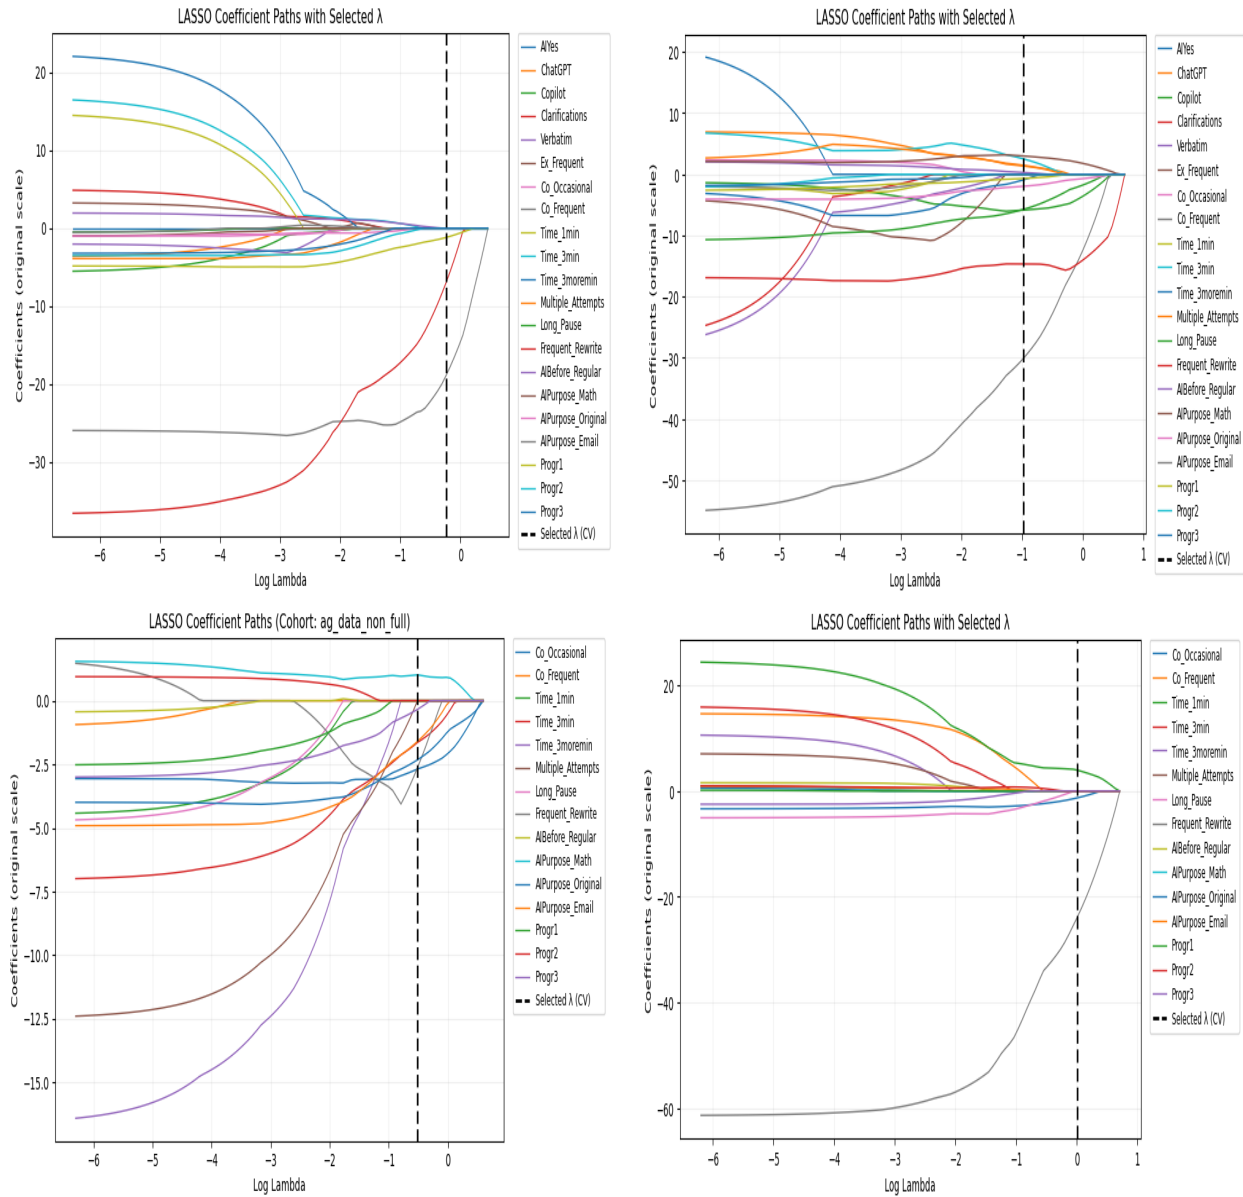 LASSO Coefficient Paths with Selected λ
20
10
0
−10
−20
−30
Coefficients (original scale)
−6
−5
−4
−3
−2
−1
0
Log Lambda
AIYes
ChatGPT
Copilot
Clarifications
Verbatim
Ex_Frequent
Co_Occasional
Co_Frequent
Time_1min
Time_3min
Time_3moremin
Multiple_Attempts
Long_Pause
Frequent_Rewrite
AIBefore_Regular
AIPurpose_Math
AIPurpose_Original
AIPurpose_Email
Progr1
Progr2
Progr3
Selected λ (CV)
LASSO Coefficient Paths with Selected λ
20
10
0
−10
−20
−30
−40
−50
Coefficients (original scale)
−6
−5
−4
−3
−2
−1
0
1
Log Lambda
AIYes
ChatGPT
Copilot
Clarifications
Verbatim
Ex_Frequent
Co_Occasional
Co_Frequent
Time_1min
Time_3min
Time_3moremin
Multiple_Attempts
Long_Pause
Frequent_Rewrite
AIBefore_Regular
AIPurpose_Math
AIPurpose_Original
AIPurpose_Email
Progr1
Progr2
Progr3
Selected λ (CV)
LASSO Coefficient Paths (Cohort: ag_data_non_full)
0.0
−2.5
−5.0
−7.5
−10.0
−12.5
−15.0
Coefficients (original scale)
−6
−5
−4
−3
−2
−1
0
Log Lambda
Co_Occasional
Co_Frequent
Time_1min
Time_3min
Time_3moremin
Multiple_Attempts
Long_Pause
Frequent_Rewrite
AIBefore_Regular
AIPurpose_Math
AIPurpose_Original
AIPurpose_Email
Progr1
Progr2
Progr3
Selected λ (CV)
LASSO Coefficient Paths with Selected λ
20
0
−20
−40
−60
Coefficients (original scale)
−6
−5
−4
−3
−2
−1
0
1
Log Lambda
Co_Occasional
Co_Frequent
Time_1min
Time_3min
Time_3moremin
Multiple_Attempts
Long_Pause
Frequent_Rewrite
AIBefore_Regular
AIPurpose_Math
AIPurpose_Original
AIPurpose_Email
Progr1
Progr2
Progr3
Selected λ (CV)